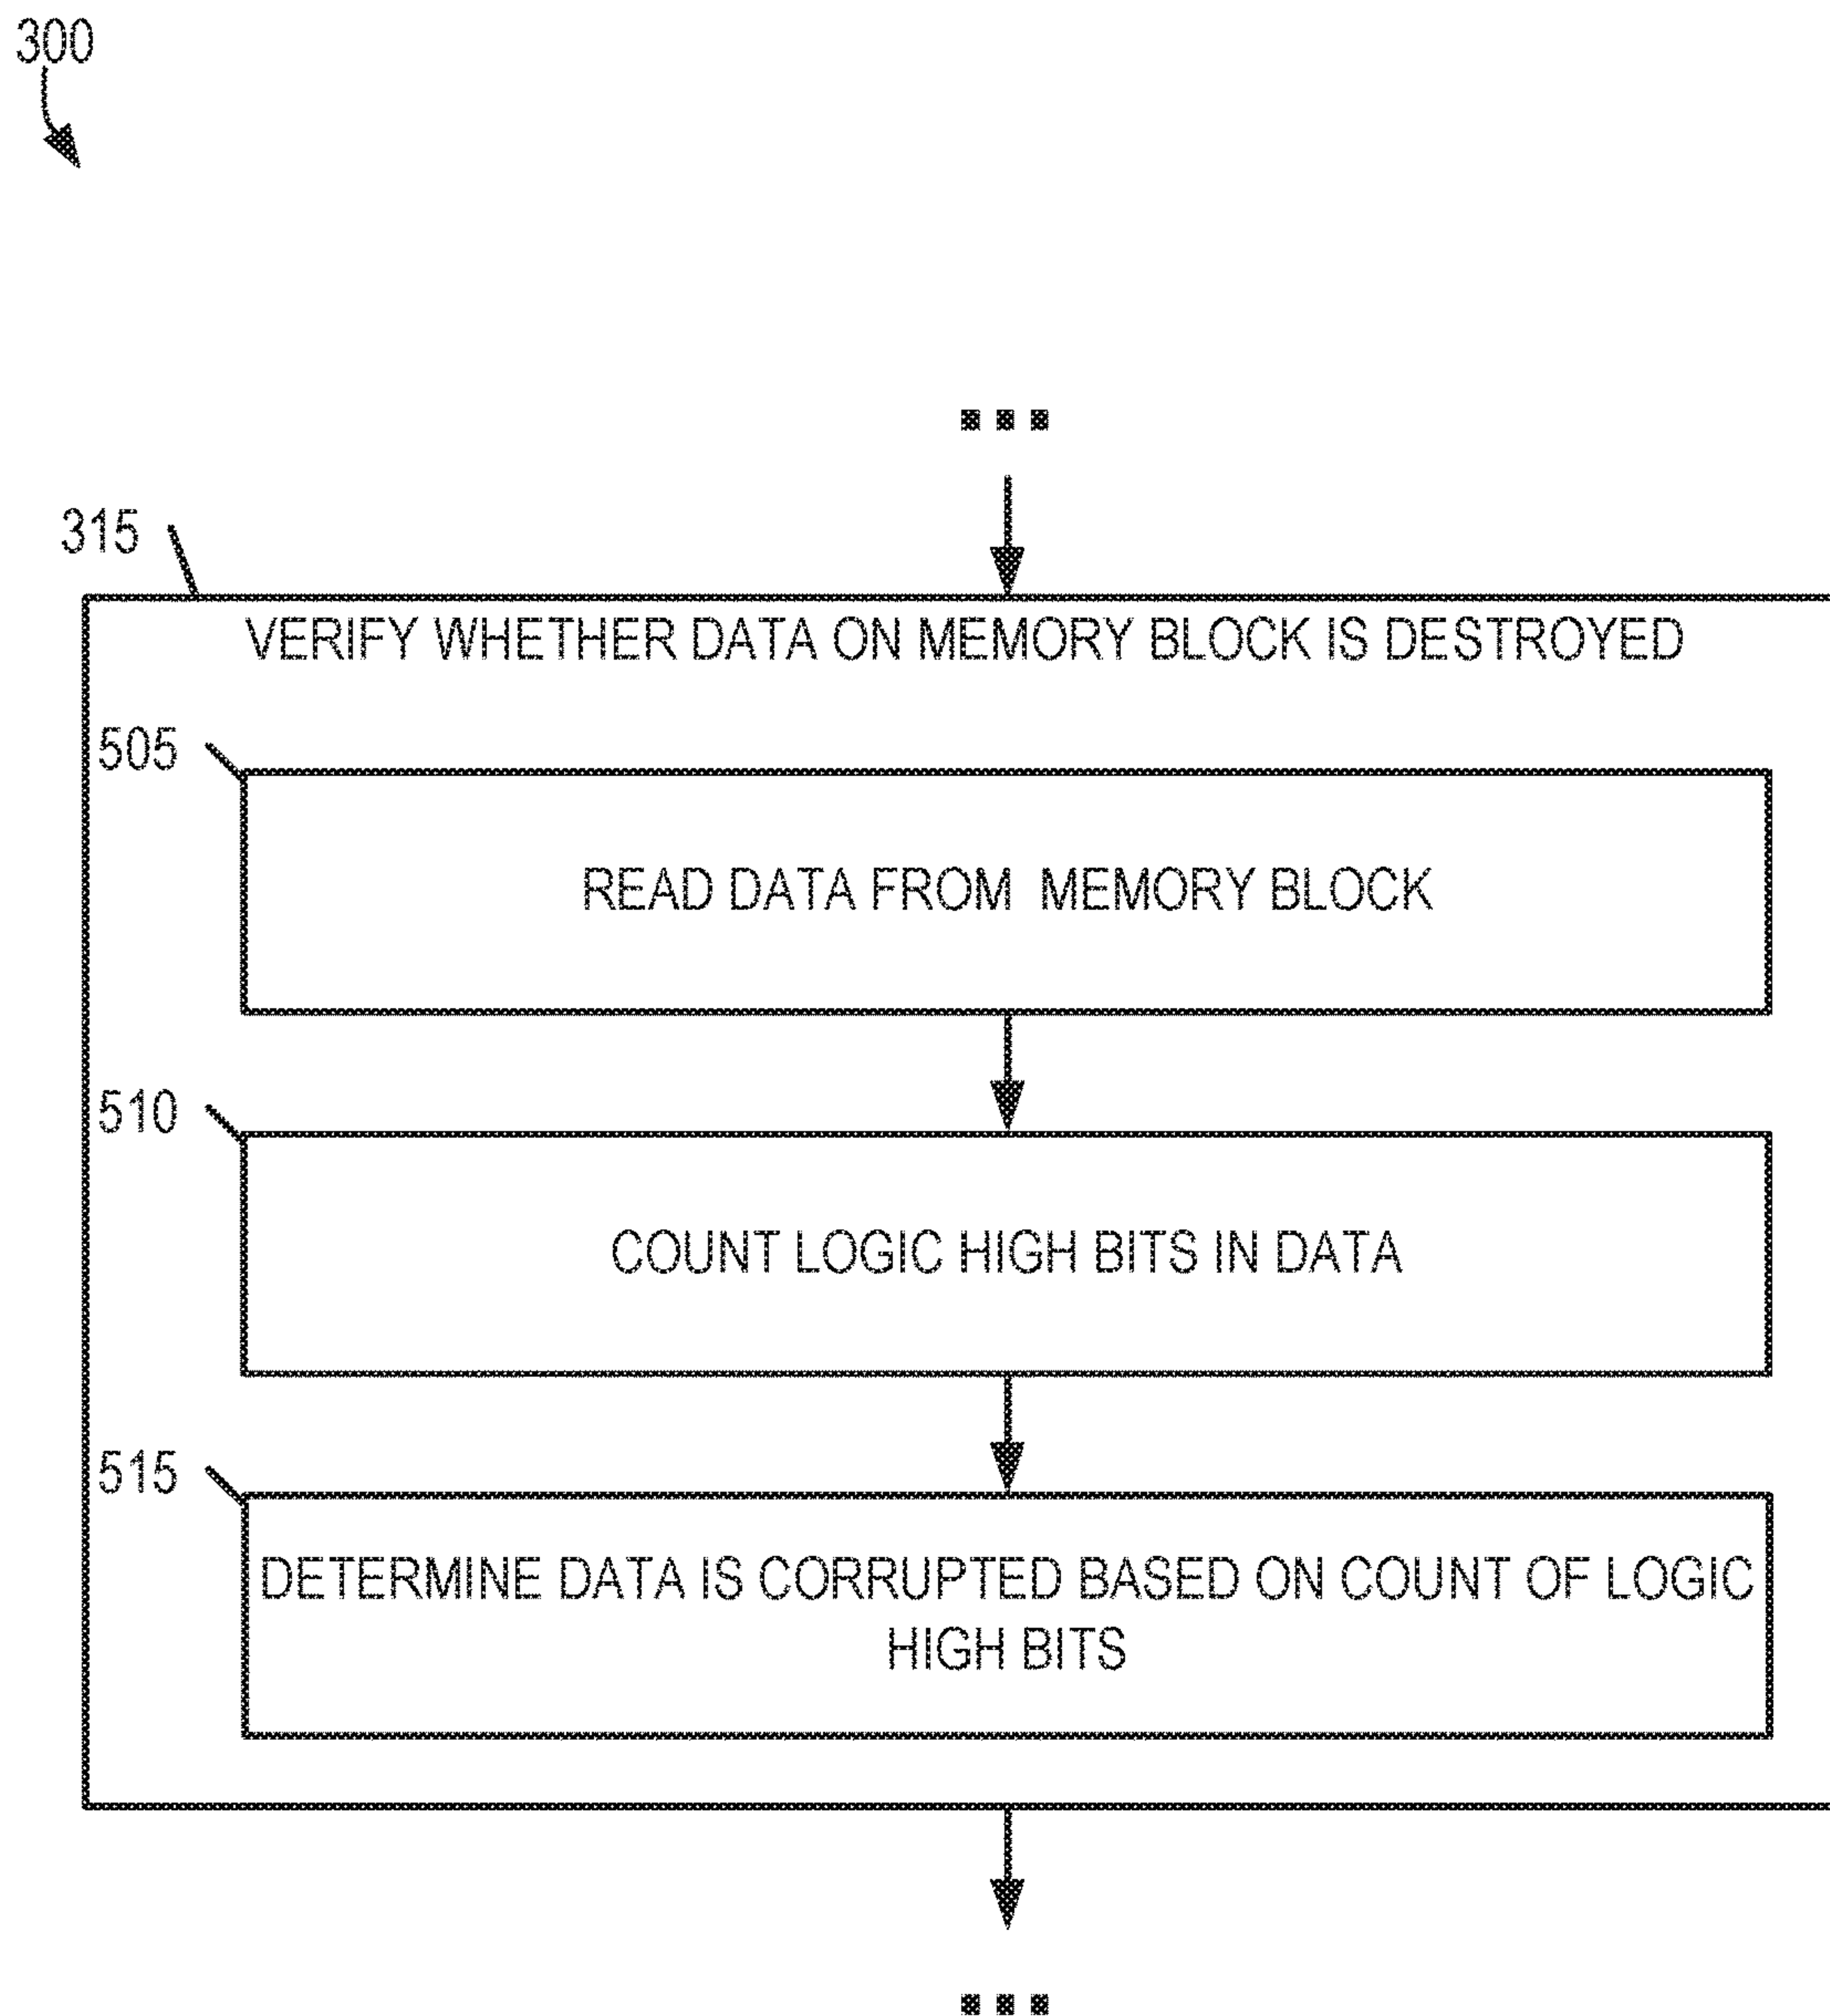 300
315
VERIFY WHETHER DATA ON MEMORY BLOCK IS DESTROYED
505
READ DATA FROM MEMORY BLOCK
510
COUNT LOGIC HIGH BITS IN DATA
515
DETERMINE DATA IS CORRUPTED BASED ON COUNT OF LOGIC
HIGH BITS